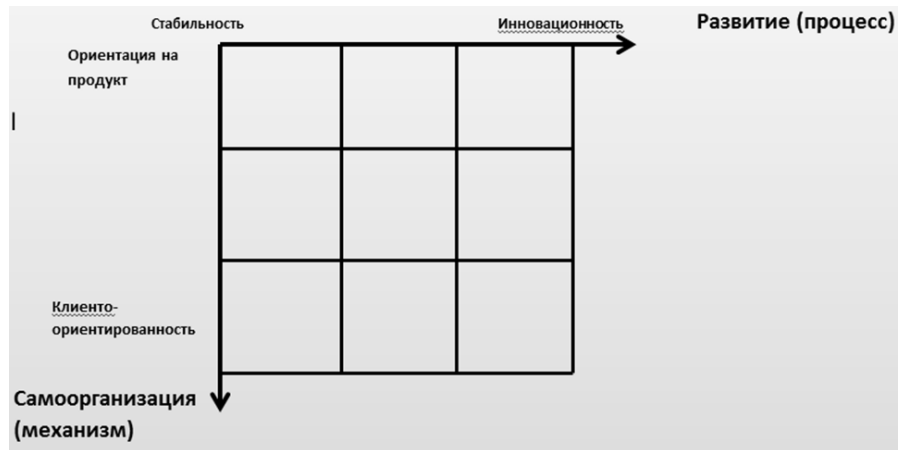 Стабильность
Инновационность
Развитие (процесс)
Ориентация на
продукт
Клиенто-
ориентированность
Самоорганизация
(механизм)